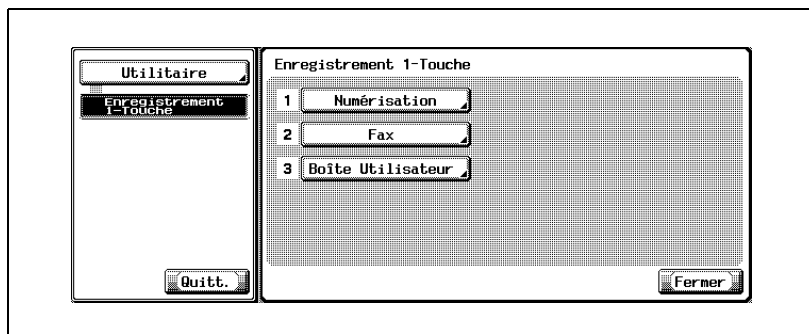 Utilitaire
Enregistrement
1-Touche
Quitt.
Enregistrement 1-Touche
1 Numérisation
2 Fax
3 Boîte Utilisateur
Fermer